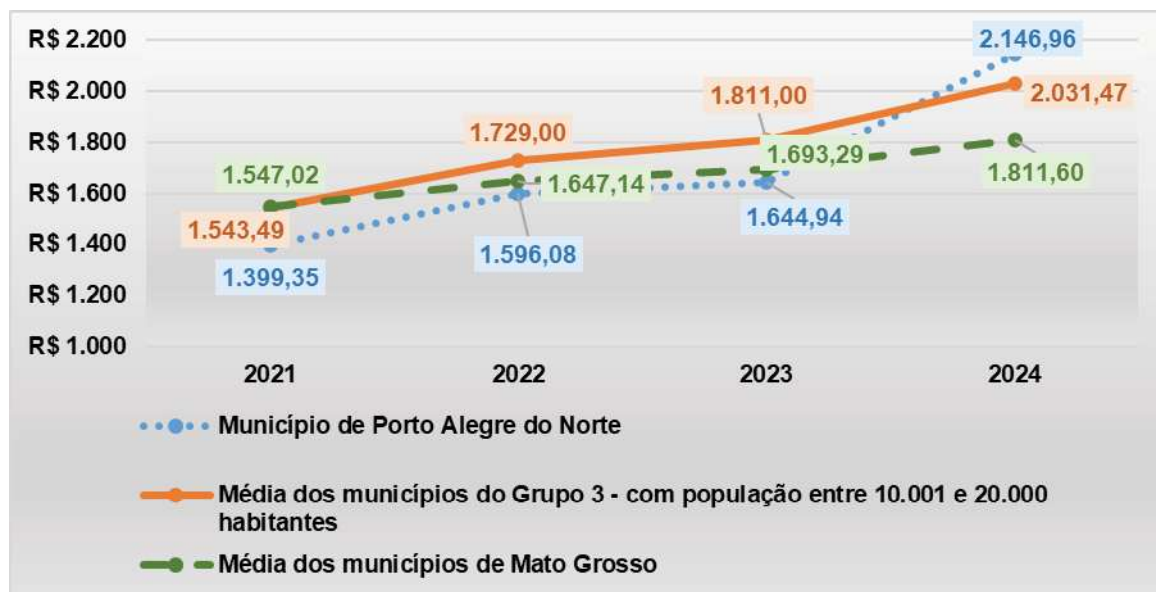 R$ 2.200
R$ 2.000
R$ 1.800
R$ 1.600
R$ 1.400
R$ 1.200
R$ 1.000
2.146,96
1.811,00
2.031,47
1.729,00
1.547,02
1.693,29
1.647,14
1.811,60
1.543,49
1.644,94
1.596,08
1.399,35
2021 2022 2023 2024
Município de Porto Alegre do Norte
Média dos municípios do Grupo 3 - com população entre 10.001 e 20.000
habitantes
Média dos municípios de Mato Grosso